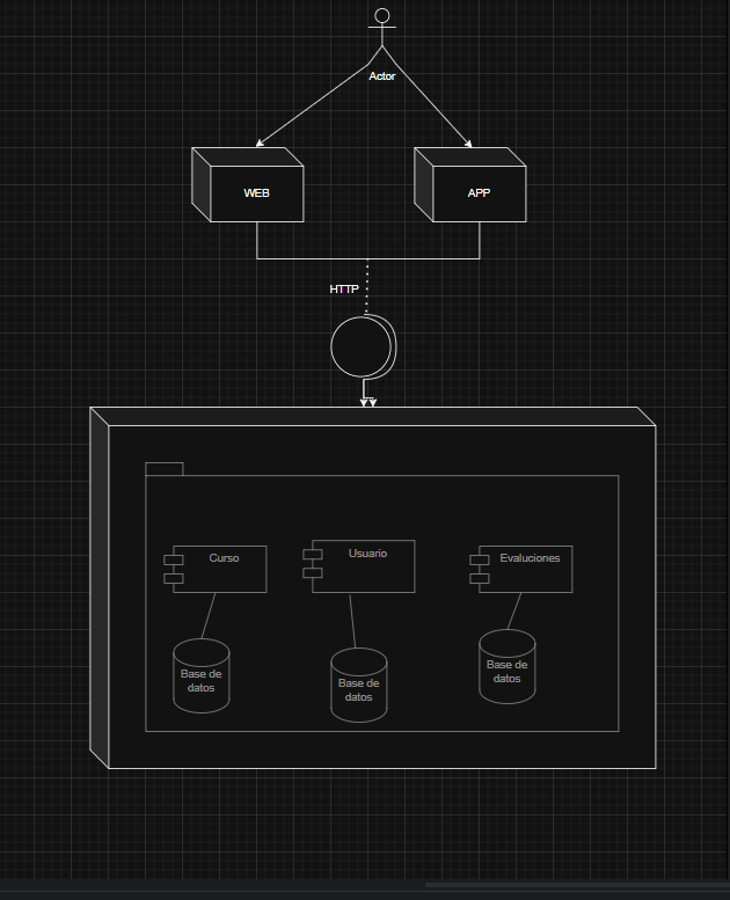 Actor
WEB
APP
HTTP
Curso
Usuario
Evaluciones
Base de
datos
Base de
datos
Base de
datos